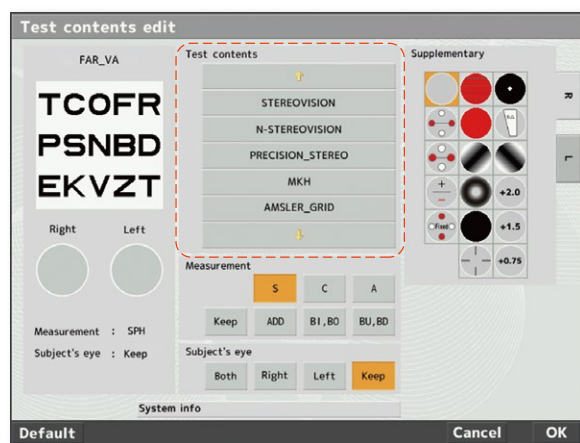 Test contents edit
FAR_VA
TCOFR
PSNBD
EKVZT
Right Left
Measurement : SPH
Subject's eye : Keep
Test contents
STEREOVISION
N-STEREOVISION
PRECISION_STEREO
MKH
AMSLER_GRID
Measurement
S C A
Keep ADD BI,BO BU,BD
Subject's eye
Both Right Left Keep
Supplementary
+
−
+2.0
Fixed
+1.5
+0.75
R
L
System info
Default Cancel OK